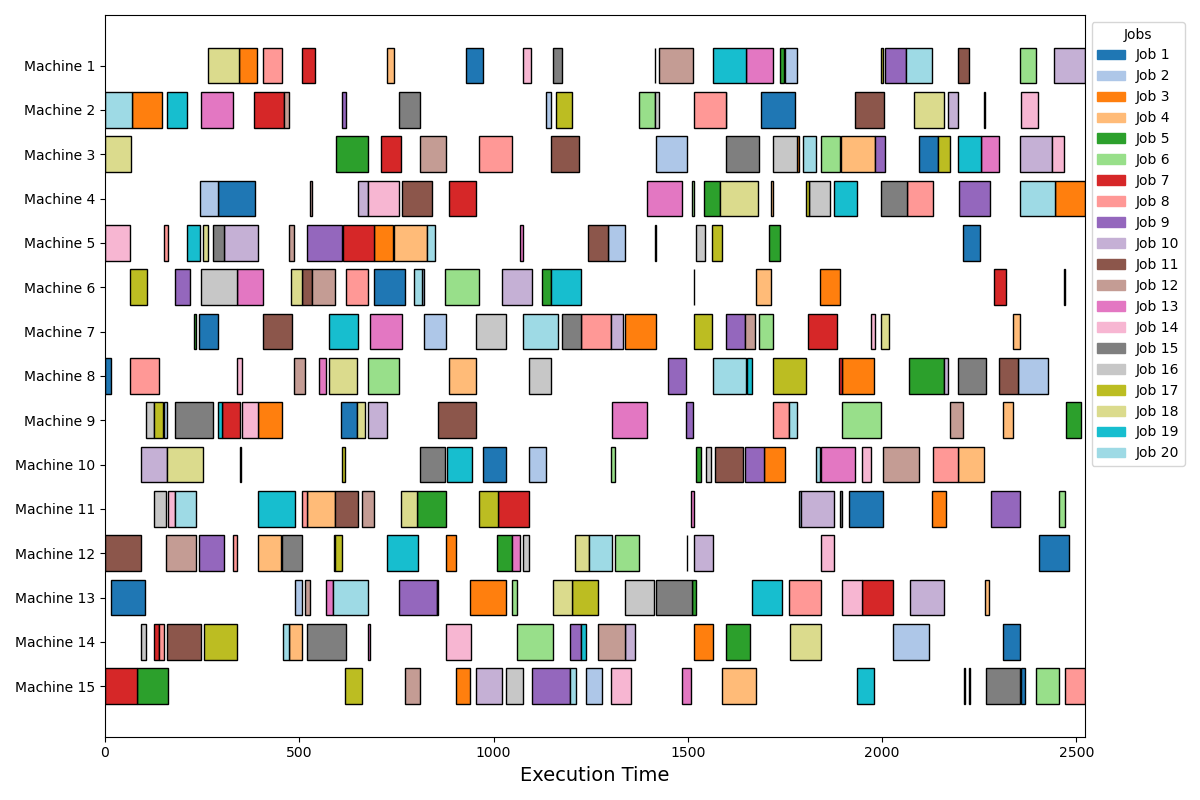 Machine 1
Machine 2
Machine 3
Machine 4
Machine 5
Machine 6
Machine 7
Machine 8
Machine 9
Machine 10
Machine 11
Machine 12
Machine 13
Machine 14
Machine 15
0 500 1000 1500 2000 2500
Execution Time
Jobs
Job 1
Job 2
Job 3
Job 4
Job 5
Job 6
Job 7
Job 8
Job 9
Job 10
Job 11
Job 12
Job 13
Job 14
Job 15
Job 16
Job 17
Job 18
Job 19
Job 20